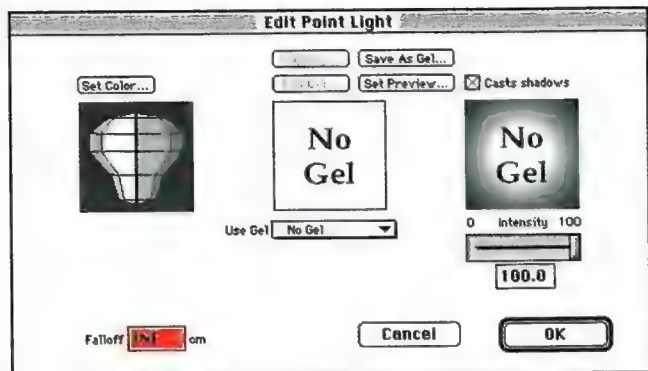 Edit Point Light
Save As Gel...
Set Color...
Set Preview...
Casts shadows
No
Gel
No
Gel
Use Gel No Gel
0 Intensity 100
100.0
Falloff INF cm
Cancel
OK